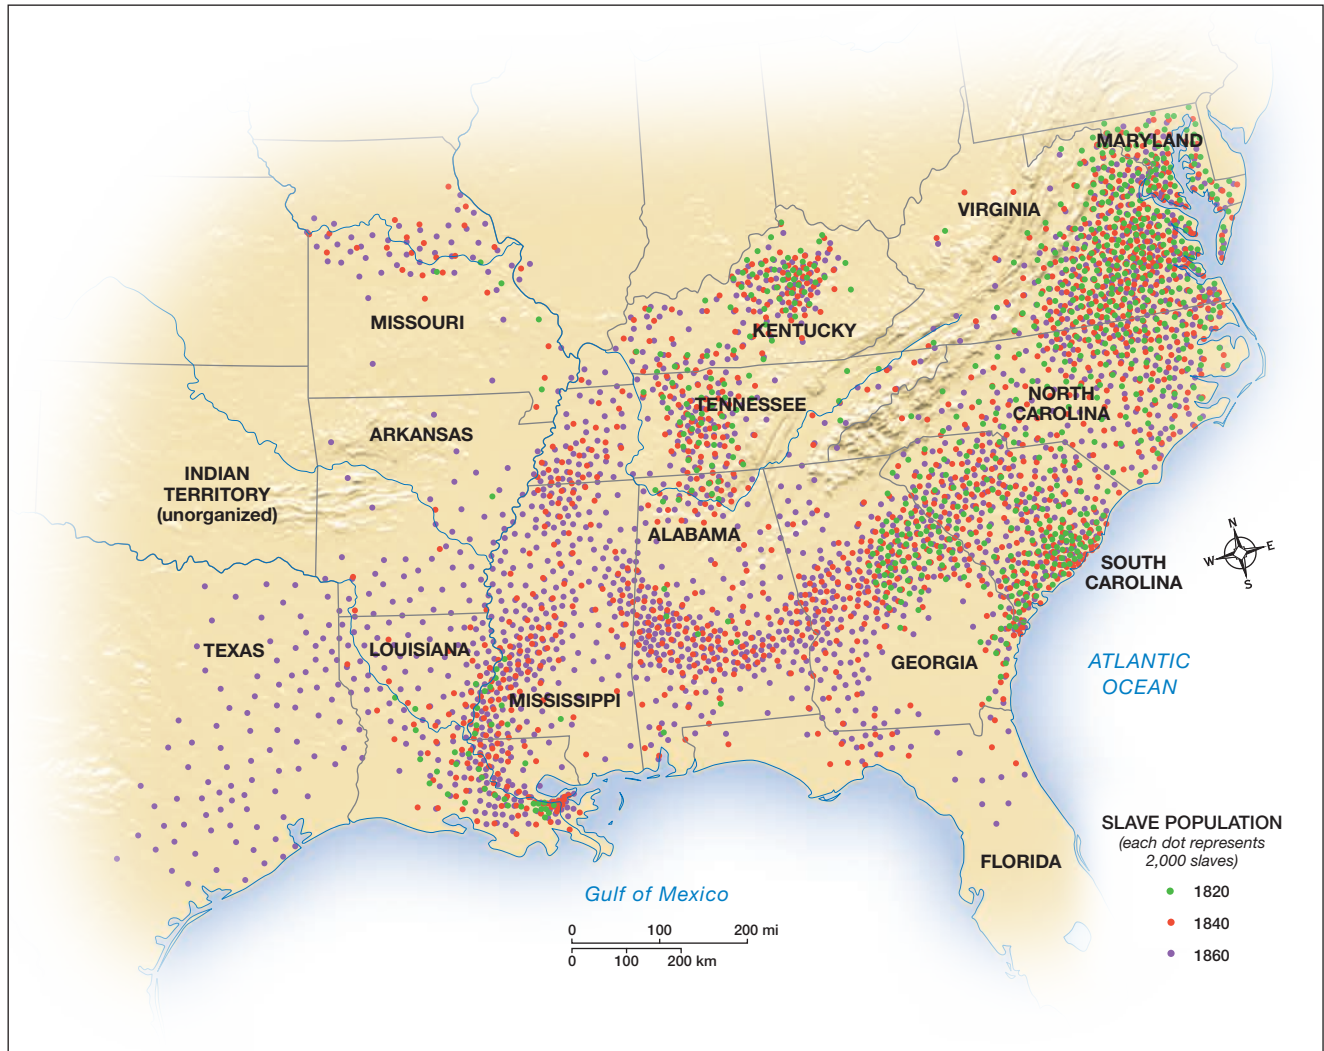 MARYLAND
VIRGINIA
MISSOURI
KENTUCKY
TENNESSEE
NORTH
CAROLINA
ARKANSAS
INDIAN
TERRITORY
(unorganized)
ALABAMA
SOUTH
CAROLINA
N
E
W
S
TEXAS
LOUISIANA
MISSISSIPPI
GEORGIA
ATLANTIC
OCEAN
FLORIDA
Gulf of Mexico
0 100 200 mi
0 100 200 km
SLAVE POPULATION
(each dot represents
2,000 slaves)
1820
1840
1860